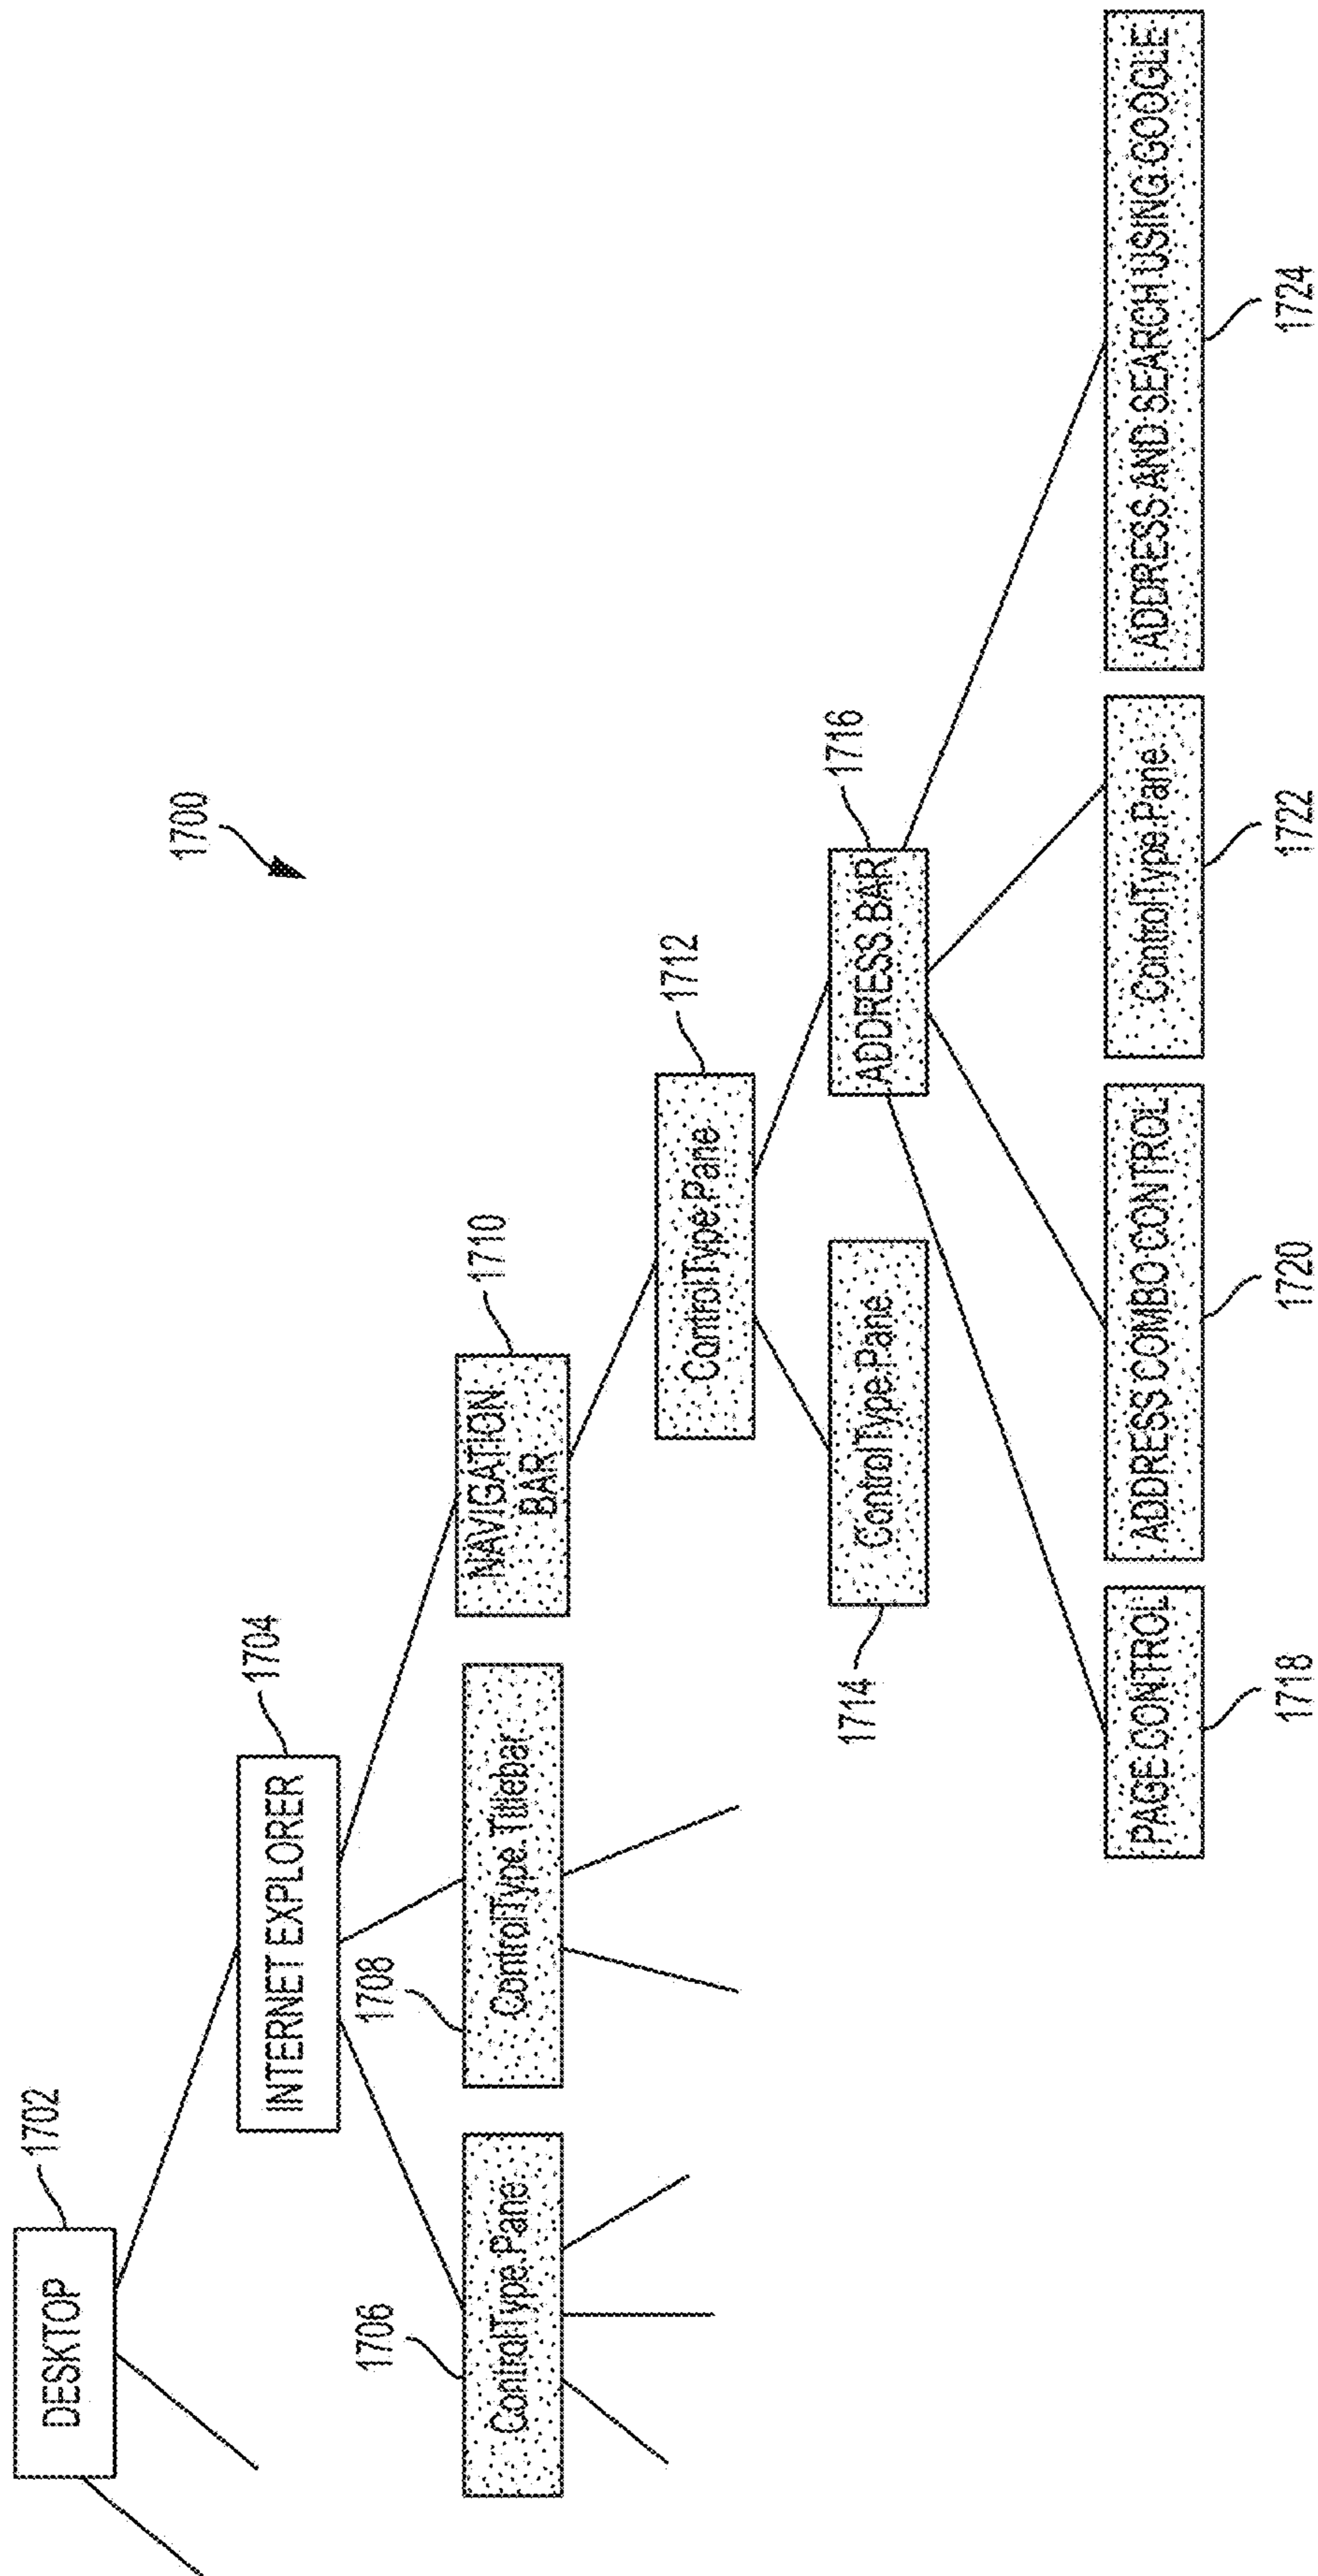 1700
DESKTOP
1702
INTERNET EXPLORER
1704
1706
ControlType.Pane
1708
ControlType.Titlebar
NAVIGATION
BAR
1710
ControlType.Pane
1712
1714
ControlType.Pane
ADDRESS BAR
1716
PAGE CONTROL
ADDRESS COMBO CONTROL
ControlType.Pane
ADDRESS AND SEARCH USING GOOGLE
1718
1720
1722
1724